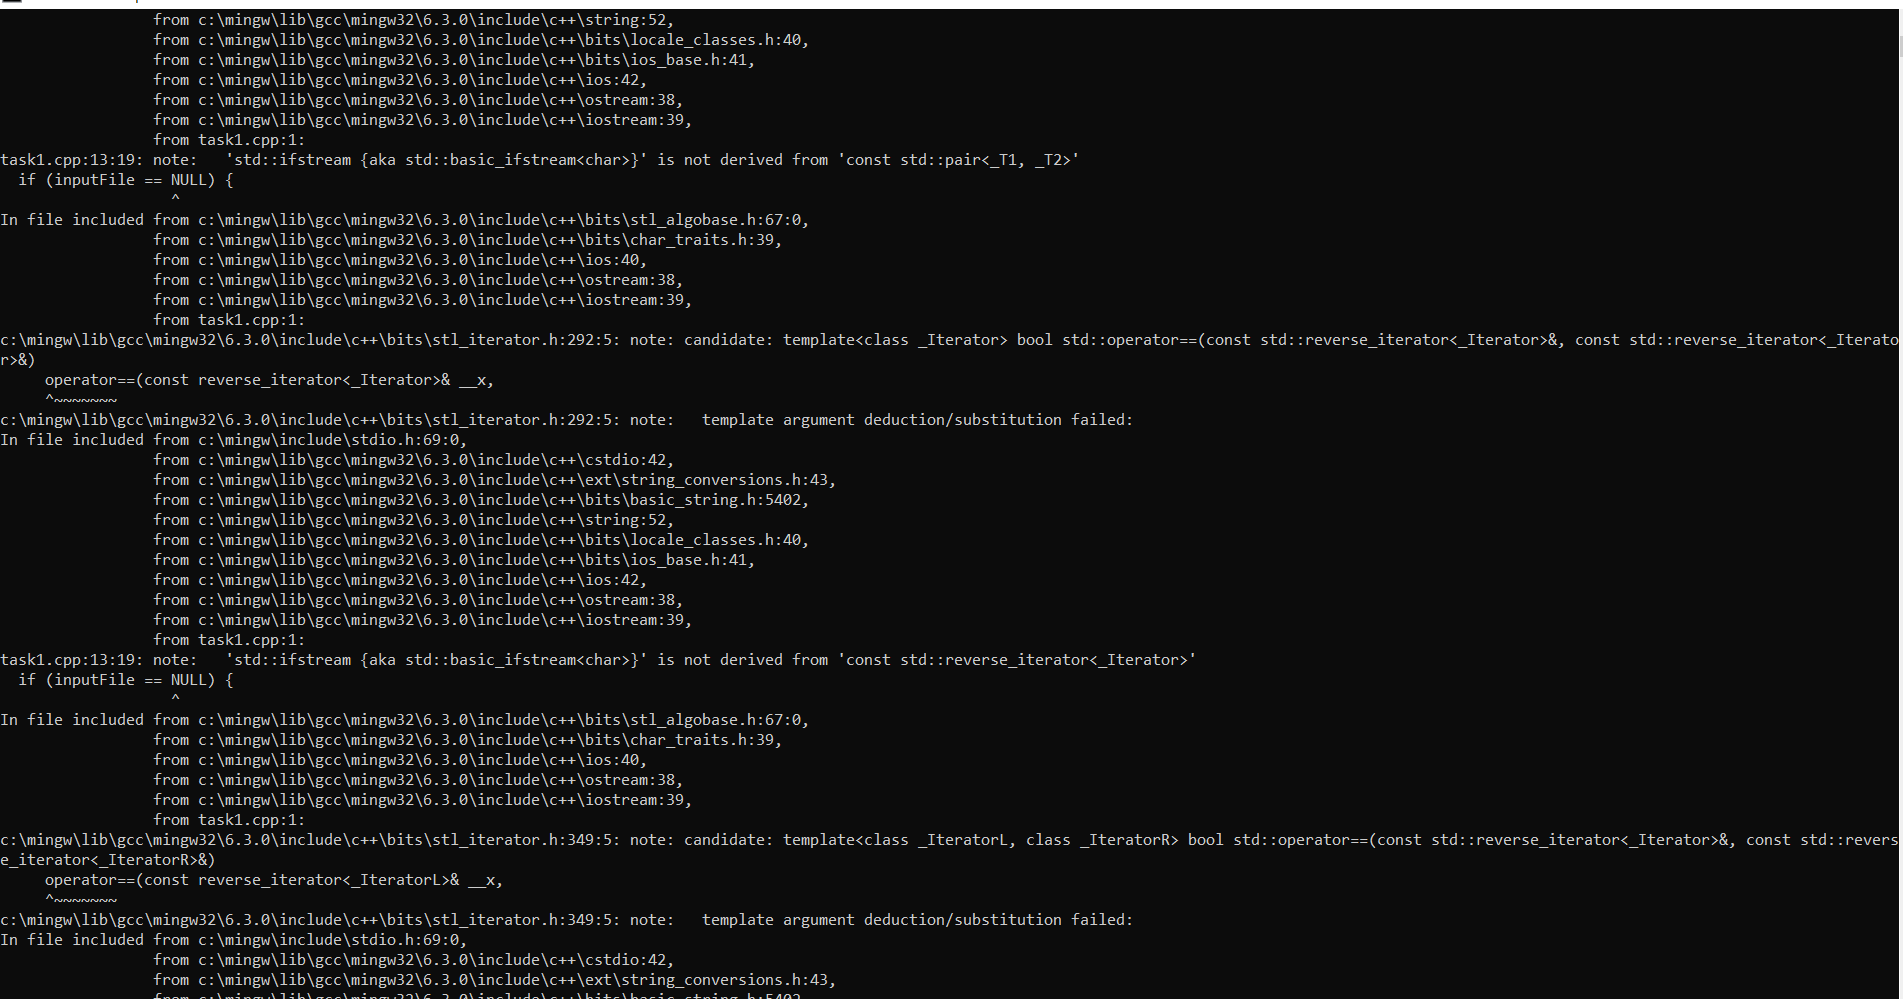 from c:\mingw\lib\gcc\mingw32\6.3.0\include\c++\string:52,
from c:\mingw\lib\gcc\mingw32\6.3.0\include\c++\bits\locale_classes.h:40,
from c:\mingw\lib\gcc\mingw32\6.3.0\include\c++\bits\ios_base.h:41,
from c:\mingw\lib\gcc\mingw32\6.3.0\include\c++\ios:42,
from c:\mingw\lib\gcc\mingw32\6.3.0\include\c++\ostream:38,
from c:\mingw\lib\gcc\mingw32\6.3.0\include\c++\iostream:39,
from task1.cpp:1:
task1.cpp:13:19: note:   'std::ifstream {aka std::basic_ifstream<char>}' is not derived from 'const std::pair<_T1, _T2>'
if (inputFile == NULL) {
^
In file included from c:\mingw\lib\gcc\mingw32\6.3.0\include\c++\bits\stl_algobase.h:67:0,
from c:\mingw\lib\gcc\mingw32\6.3.0\include\c++\bits\char_traits.h:39,
from c:\mingw\lib\gcc\mingw32\6.3.0\include\c++\ios:40,
from c:\mingw\lib\gcc\mingw32\6.3.0\include\c++\ostream:38,
from c:\mingw\lib\gcc\mingw32\6.3.0\include\c++\iostream:39,
from task1.cpp:1:
c:\mingw\lib\gcc\mingw32\6.3.0\include\c++\bits\stl_iterator.h:292:5: note: candidate: template<class _Iterator> bool std::operator==(const std::reverse_iterator<_Iterator>&, const std::reverse_iterator<_Iterato
r>&)
operator==(const reverse_iterator<_Iterator>& __x,
^~~~~~~~
c:\mingw\lib\gcc\mingw32\6.3.0\include\c++\bits\stl_iterator.h:292:5: note:   template argument deduction/substitution failed:
In file included from c:\mingw\include\stdio.h:69:0,
from c:\mingw\lib\gcc\mingw32\6.3.0\include\c++\cstdio:42,
from c:\mingw\lib\gcc\mingw32\6.3.0\include\c++\ext\string_conversions.h:43,
from c:\mingw\lib\gcc\mingw32\6.3.0\include\c++\bits\basic_string.h:5402,
from c:\mingw\lib\gcc\mingw32\6.3.0\include\c++\string:52,
from c:\mingw\lib\gcc\mingw32\6.3.0\include\c++\bits\locale_classes.h:40,
from c:\mingw\lib\gcc\mingw32\6.3.0\include\c++\bits\ios_base.h:41,
from c:\mingw\lib\gcc\mingw32\6.3.0\include\c++\ios:42,
from c:\mingw\lib\gcc\mingw32\6.3.0\include\c++\ostream:38,
from c:\mingw\lib\gcc\mingw32\6.3.0\include\c++\iostream:39,
from task1.cpp:1:
task1.cpp:13:19: note:   'std::ifstream {aka std::basic_ifstream<char>}' is not derived from 'const std::reverse_iterator<_Iterator>'
if (inputFile == NULL) {
^
In file included from c:\mingw\lib\gcc\mingw32\6.3.0\include\c++\bits\stl_algobase.h:67:0,
from c:\mingw\lib\gcc\mingw32\6.3.0\include\c++\bits\char_traits.h:39,
from c:\mingw\lib\gcc\mingw32\6.3.0\include\c++\ios:40,
from c:\mingw\lib\gcc\mingw32\6.3.0\include\c++\ostream:38,
from c:\mingw\lib\gcc\mingw32\6.3.0\include\c++\iostream:39,
from task1.cpp:1:
c:\mingw\lib\gcc\mingw32\6.3.0\include\c++\bits\stl_iterator.h:349:5: note: candidate: template<class _IteratorL, class _IteratorR> bool std::operator==(const std::reverse_iterator<_Iterator>&, const std::revers
e_iterator<_IteratorR>&)
operator==(const reverse_iterator<_IteratorL>& __x,
^~~~~~~~
c:\mingw\lib\gcc\mingw32\6.3.0\include\c++\bits\stl_iterator.h:349:5: note:   template argument deduction/substitution failed:
In file included from c:\mingw\include\stdio.h:69:0,
from c:\mingw\lib\gcc\mingw32\6.3.0\include\c++\cstdio:42,
from c:\mingw\lib\gcc\mingw32\6.3.0\include\c++\ext\string_conversions.h:43,
from c:\mingw\lib\gcc\mingw32\6.3.0\include\c++\bits\basic_string.h:5402,